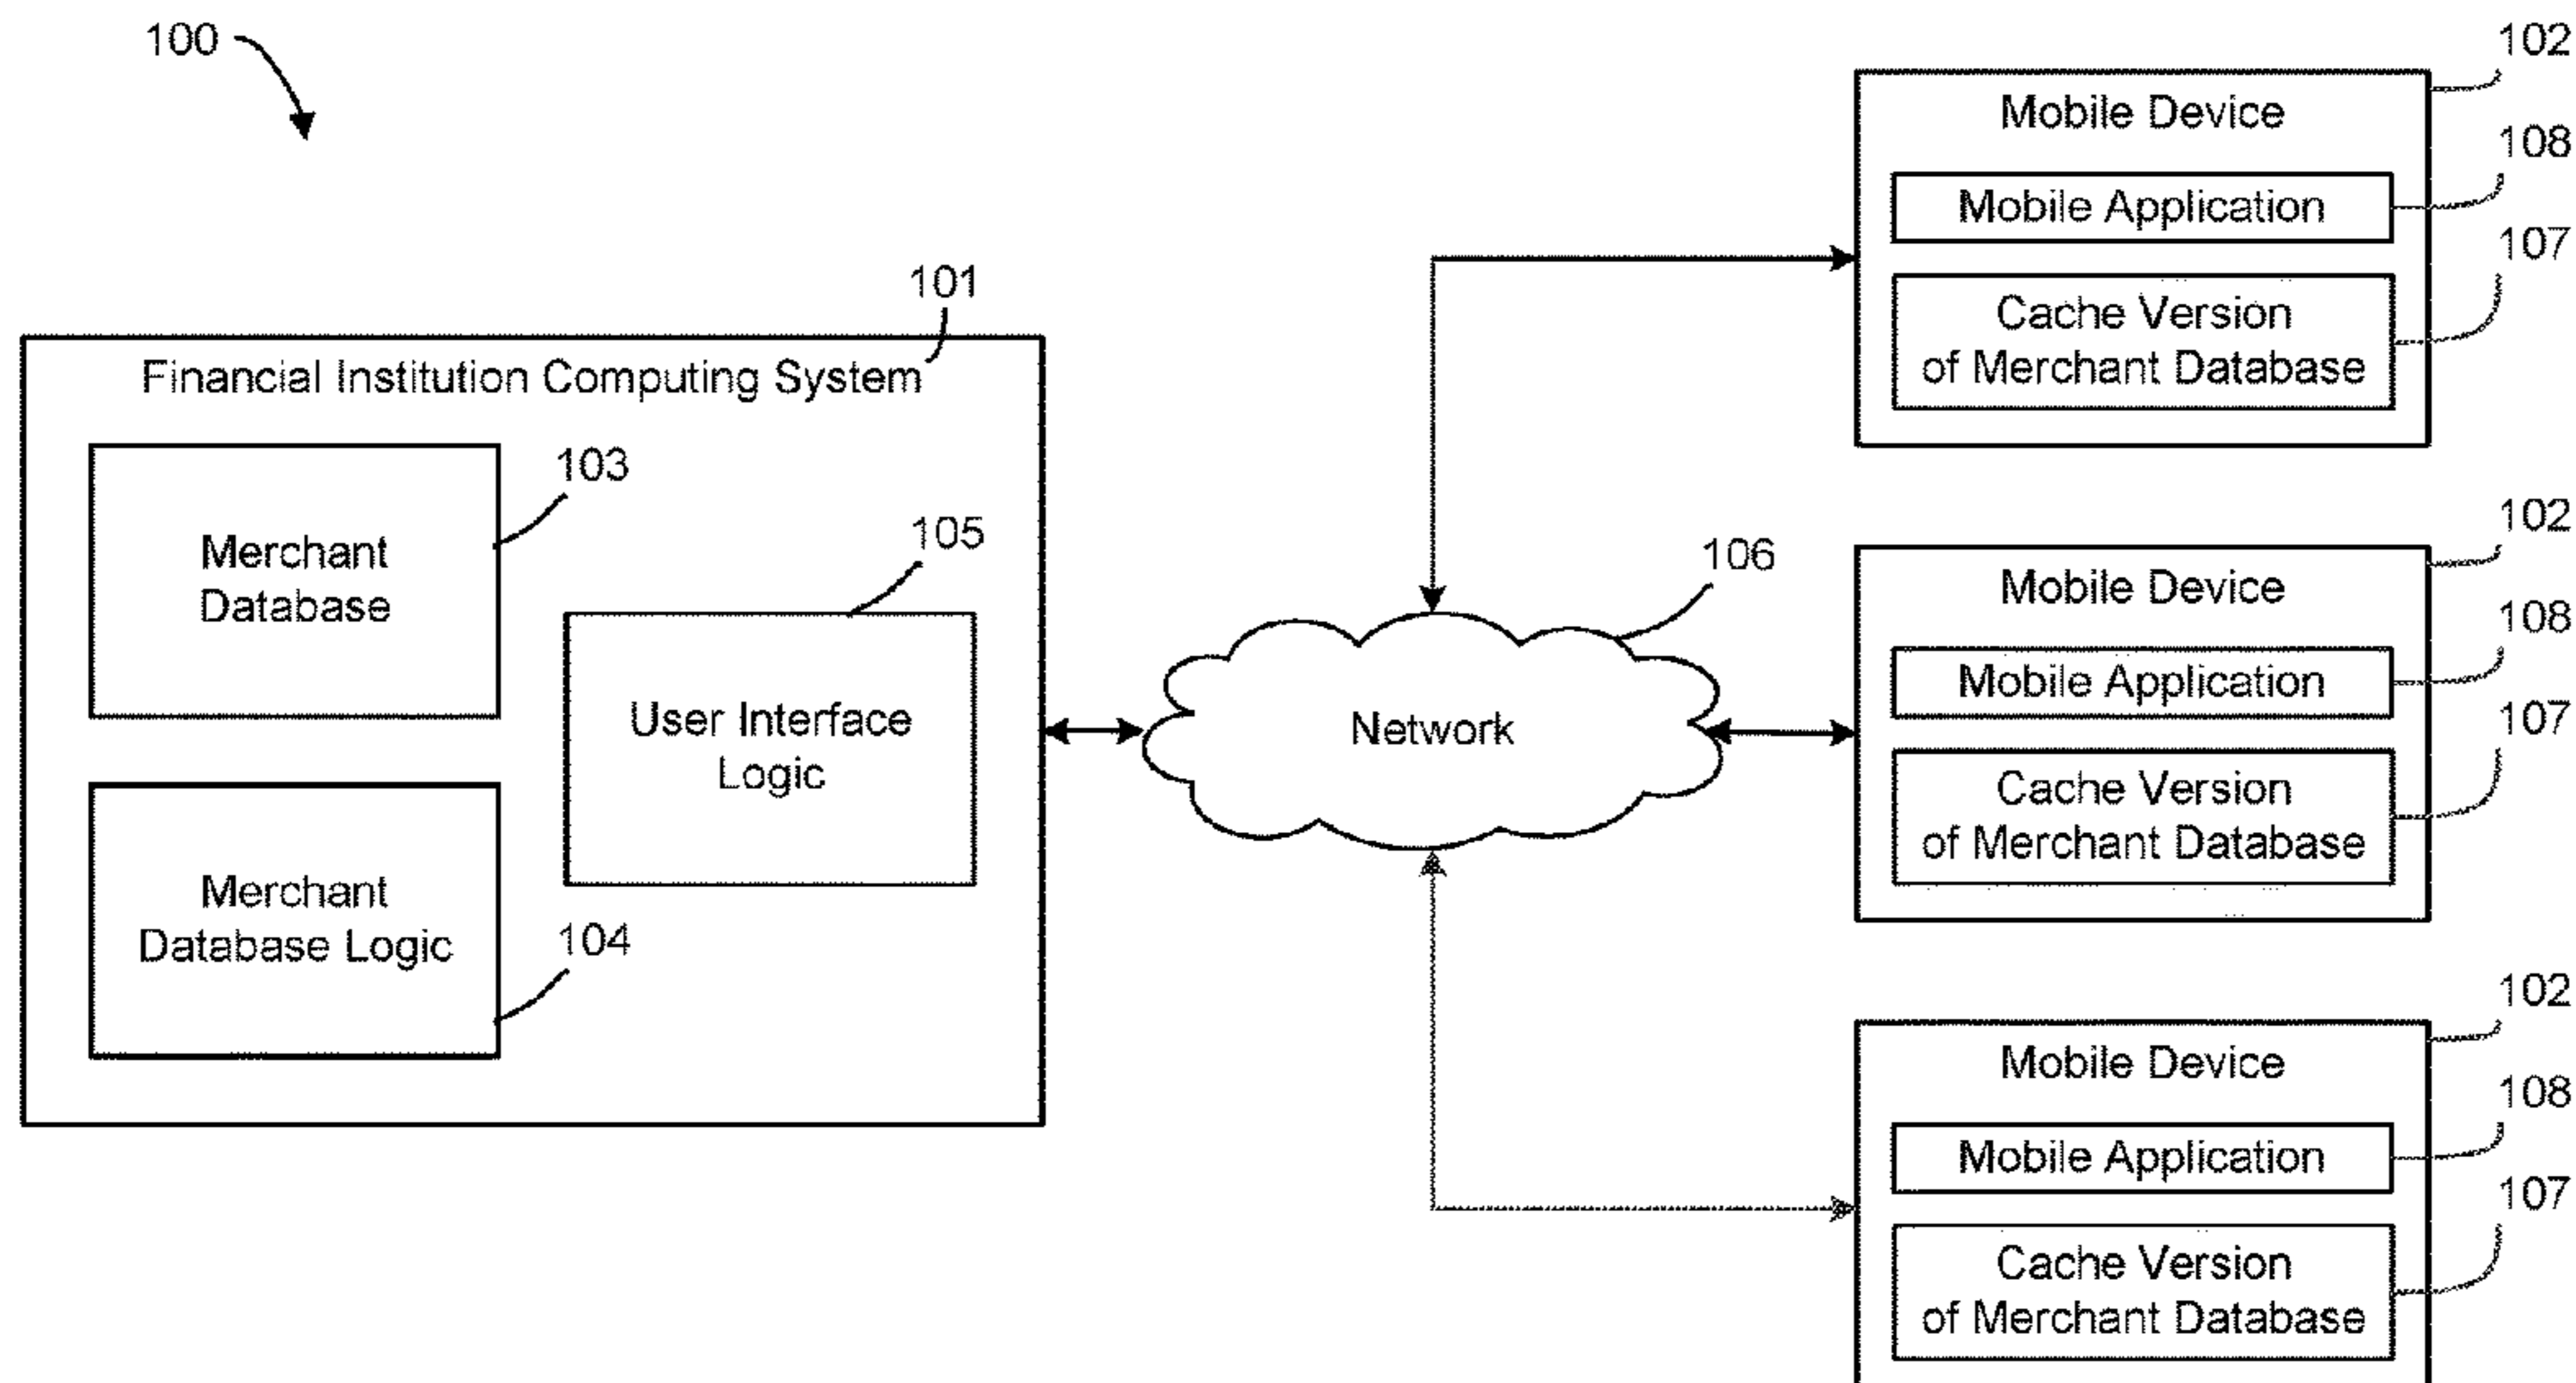 100
101
Financial Institution Computing System
103
Merchant
Database
105
User Interface
Logic
Merchant
Database Logic
104
106
Network
102
Mobile Device
108
Mobile Application
107
Cache Version
of Merchant Database
102
Mobile Device
108
Mobile Application
107
Cache Version
of Merchant Database
102
Mobile Device
108
Mobile Application
107
Cache Version
of Merchant Database